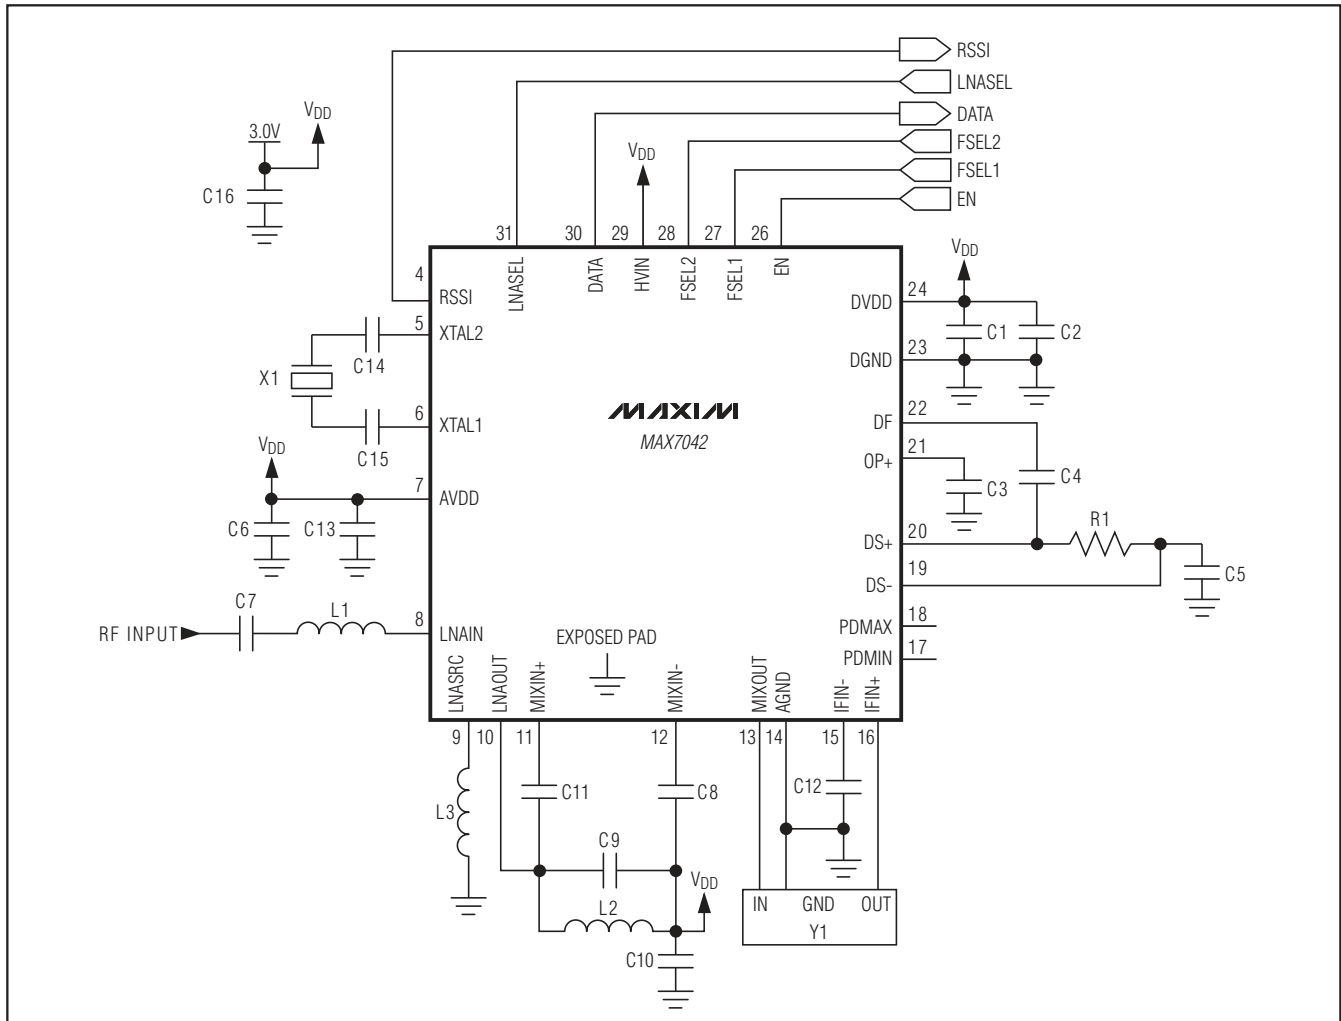 RSSI
LNASEL
DATA
FSEL2
FSEL1
EN
3.0V
VDD
C16
VDD
31
30
29
28
27
26
LNASEL
DATA
HVIN
FSEL2
FSEL1
EN
4
RSSI
5
XTAL2
C14
X1
6
XTAL1
C15
VDD
7
AVDD
C6
C13
C7
L1
RF INPUT
8
LNAIN
MAXIM
MAX7042
VDD
24
DVDD
C1
C2
23
DGND
22
DF
21
OP+
C3
C4
R1
20
DS+
19
DS-
C5
18
PDMAX
17
PDMIN
EXPOSED PAD
LNASRC
LNAOUT
MIXIN+
MIXIN-
MIXOUT
AGND
IFIN-
IFIN+
9
10
11
12
13
14
15
16
L3
C11
C8
C12
C9
L2
VDD
C10
IN
GND
OUT
Y1